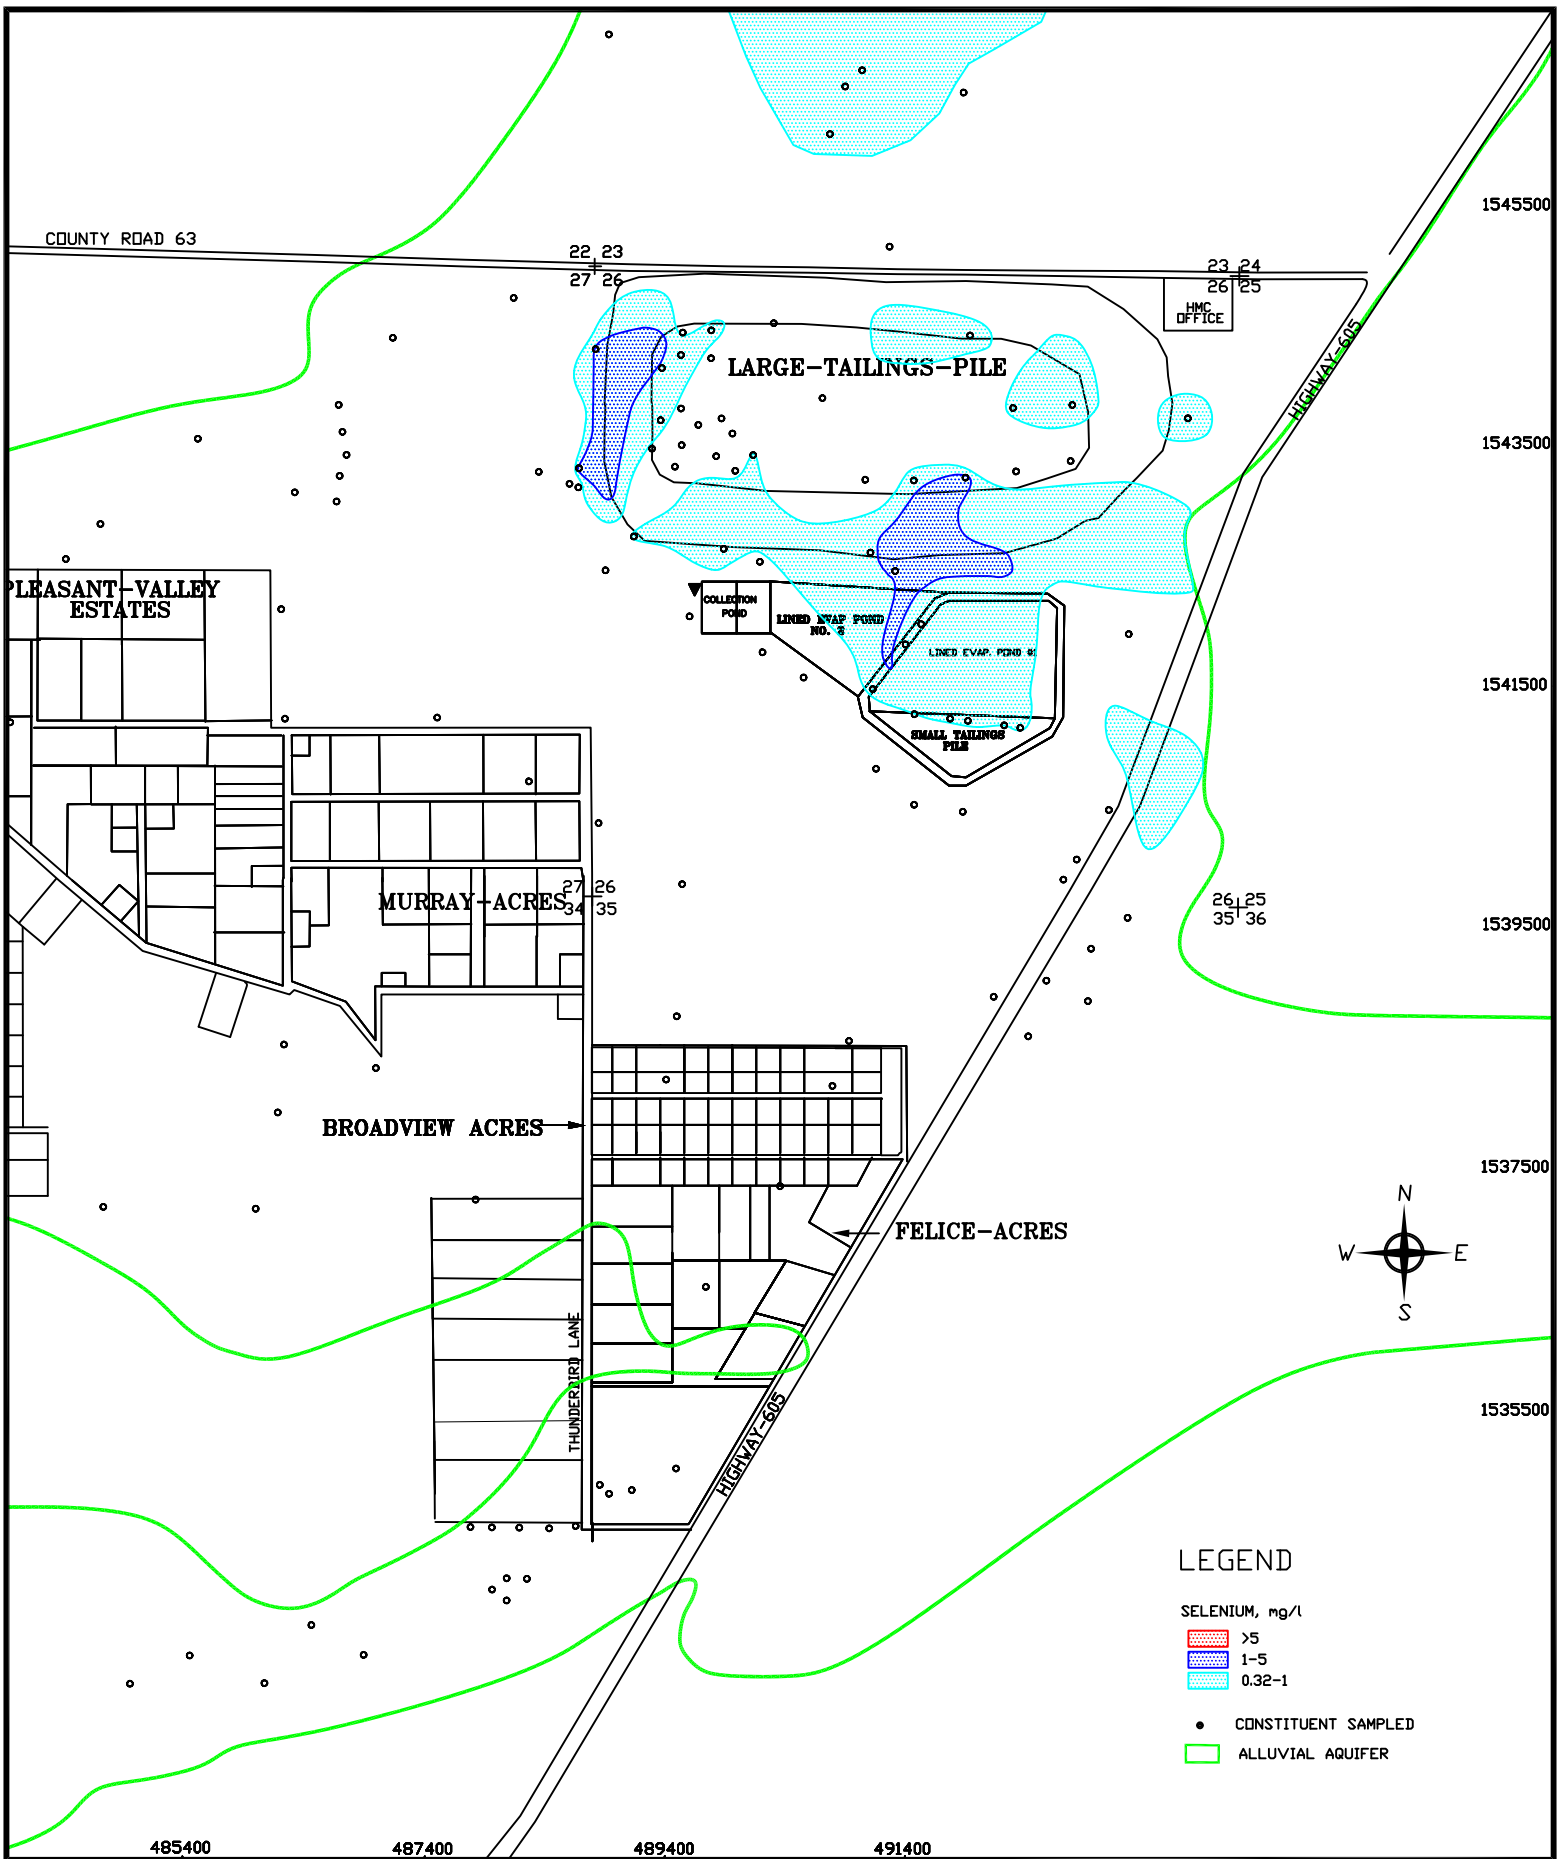 1545500
COUNTY ROAD 63
22 23
27 26
23 24
26 25
HMC
OFFICE
HIGHWAY-605
LARGE-TAILINGS-PILE
1543500
PLEASANT-VALLEY
ESTATES
COLLECTION
POND
LINED EVAP POND
NO. 2
LINED EVAP. POND #1
1541500
SMALL TAILINGS
PILE
MURRAY-ACRES
27 26
34 35
26 25
35 36
1539500
BROADVIEW ACRES
1537500
FELICE-ACRES
N
W E
S
THUNDERBIRD LANE
HIGHWAY-605
1535500
LEGEND
SELENIUM, mg/l
>5
1-5
0.32-1
CONSTITUENT SAMPLED
ALLUVIAL AQUIFER
485400 487400 489400 491400